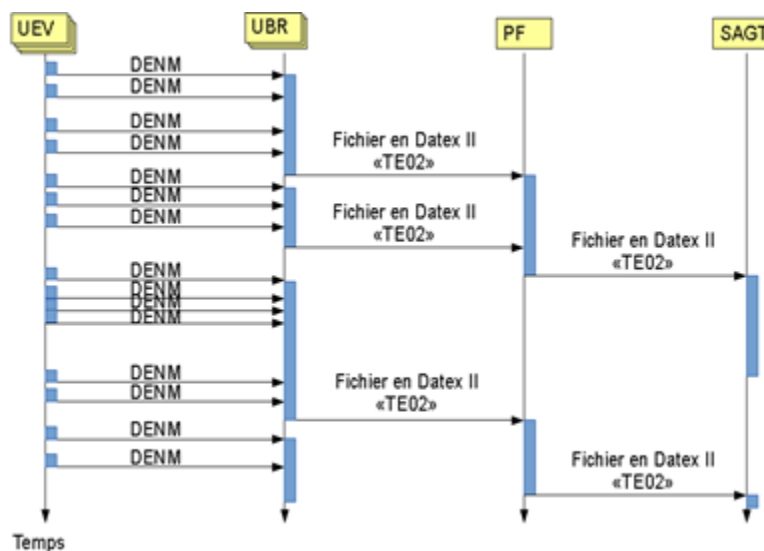 UEV
UBR
PF
SAGT
DENM
DENM
DENM
DENM
Fichier en Datex II
«TE02»
DENM
DENM
DENM
Fichier en Datex II
«TE02»
Fichier en Datex II
«TE02»
DENM
DENM
DENM
DENM
DENM
Fichier en Datex II
«TE02»
DENM
DENM
DENM
Fichier en Datex II
«TE02»
Temps